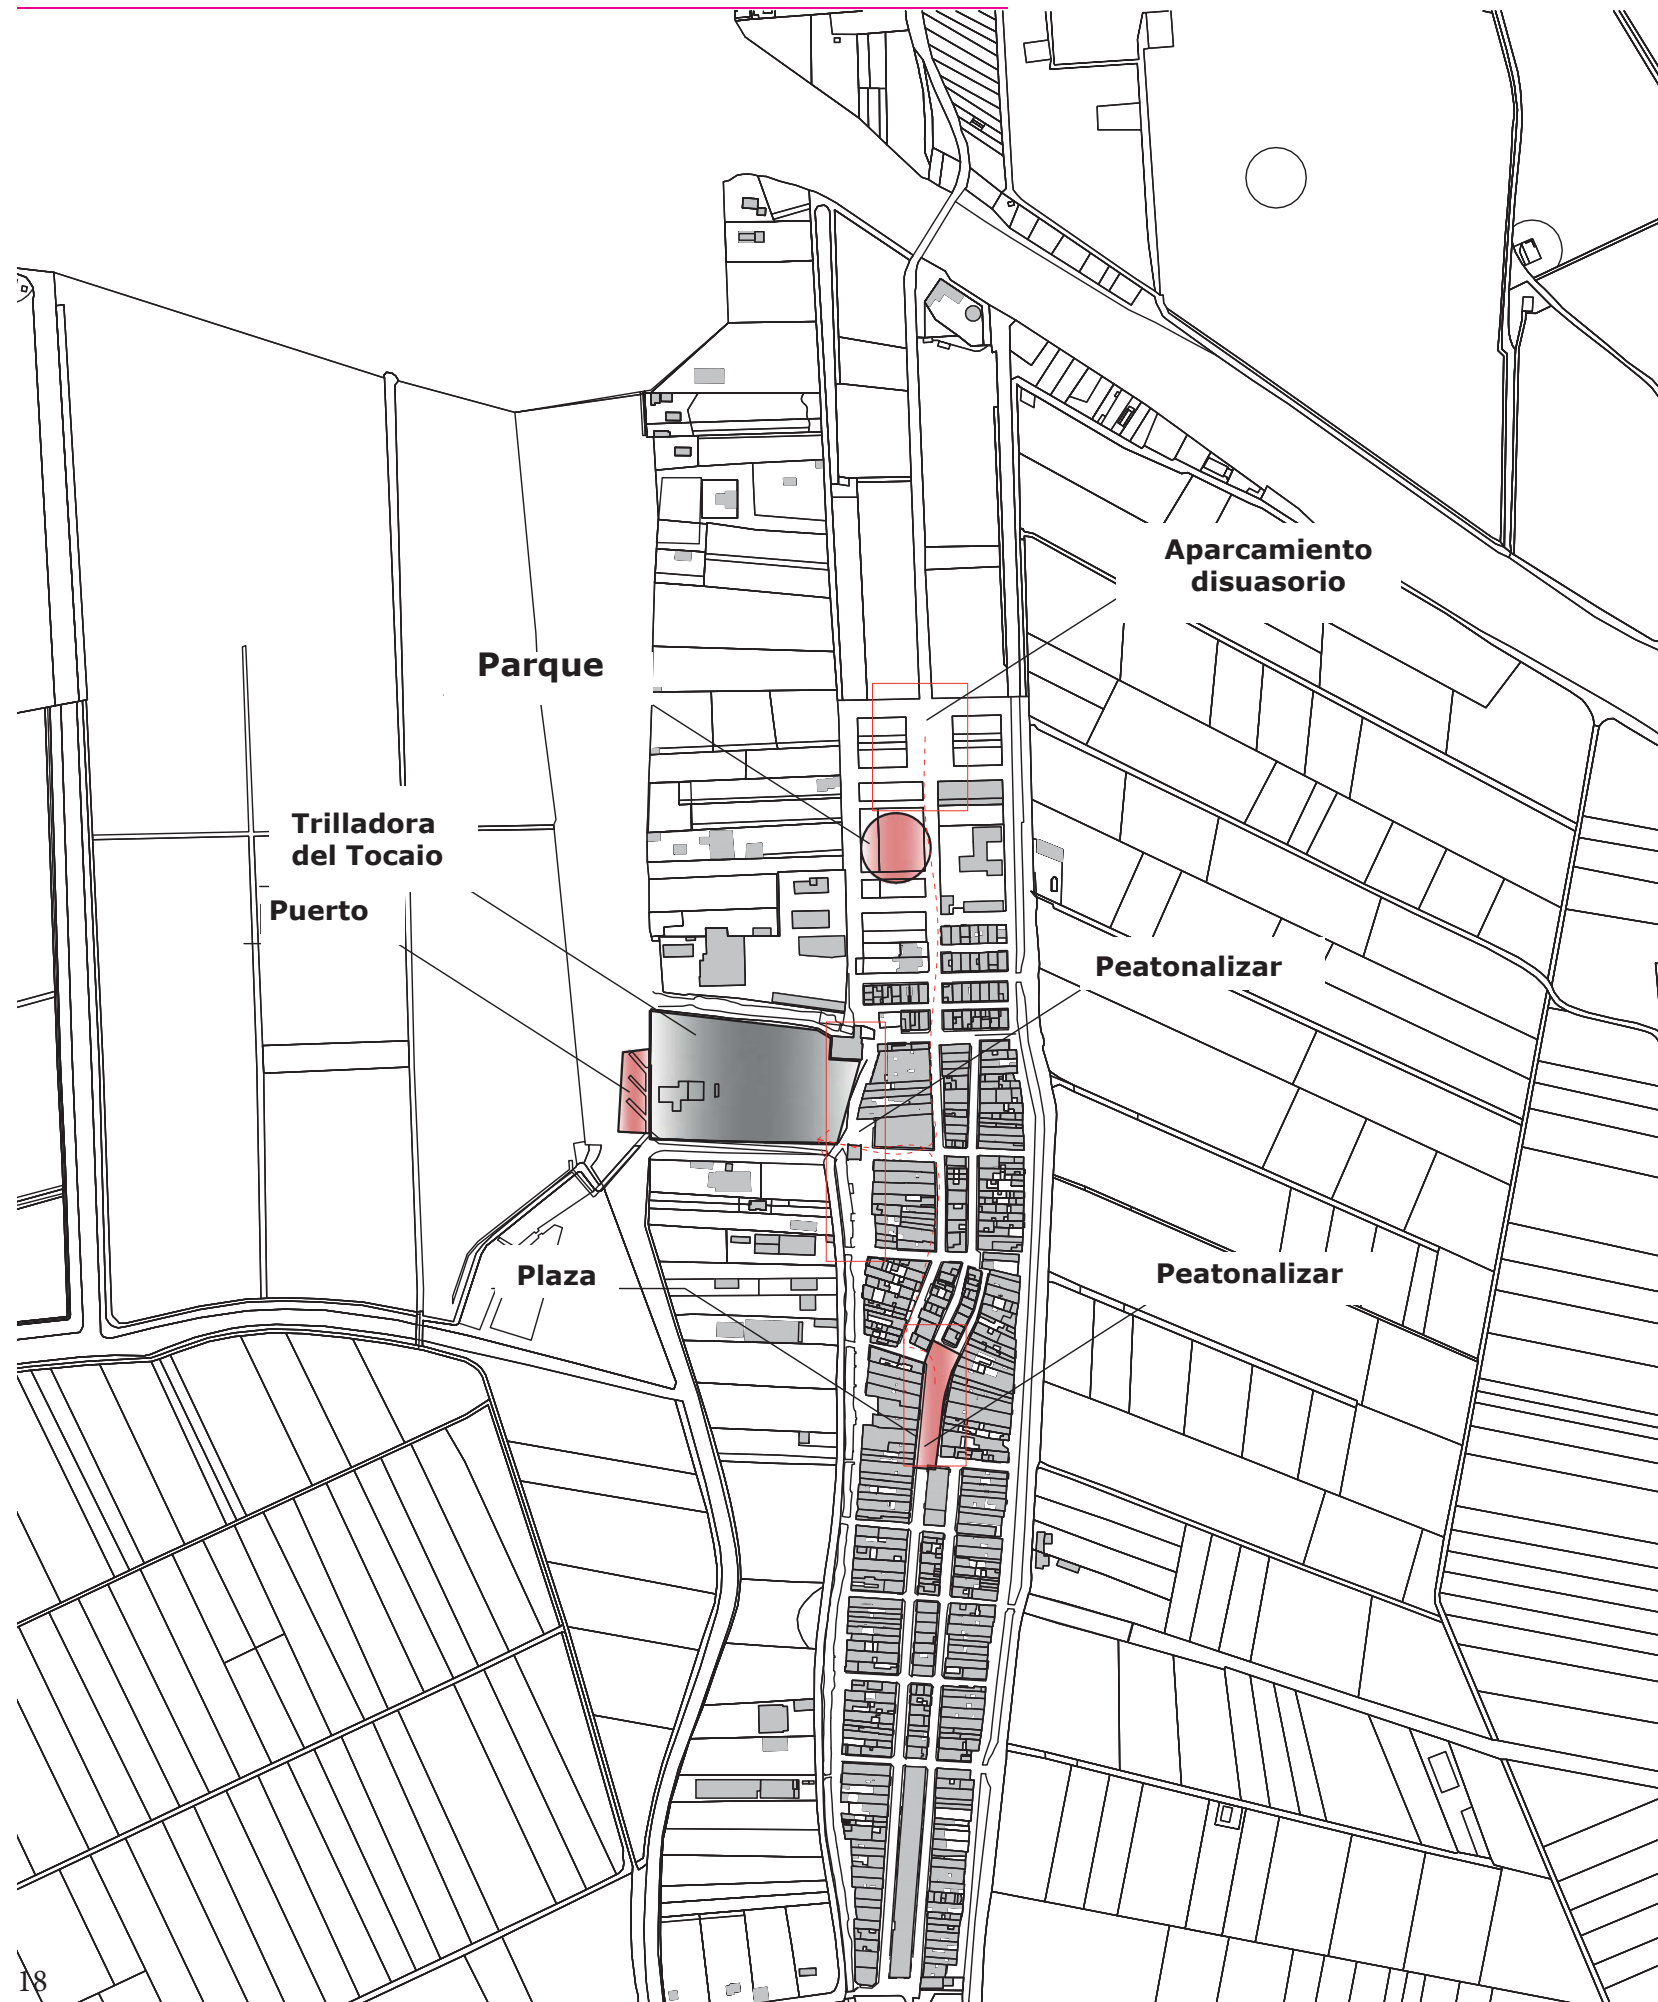 Aparcamiento
disuasorio
Parque
Trilladora
del Tocaio
Puerto
Peatonalizar
Plaza
Peatonalizar
18